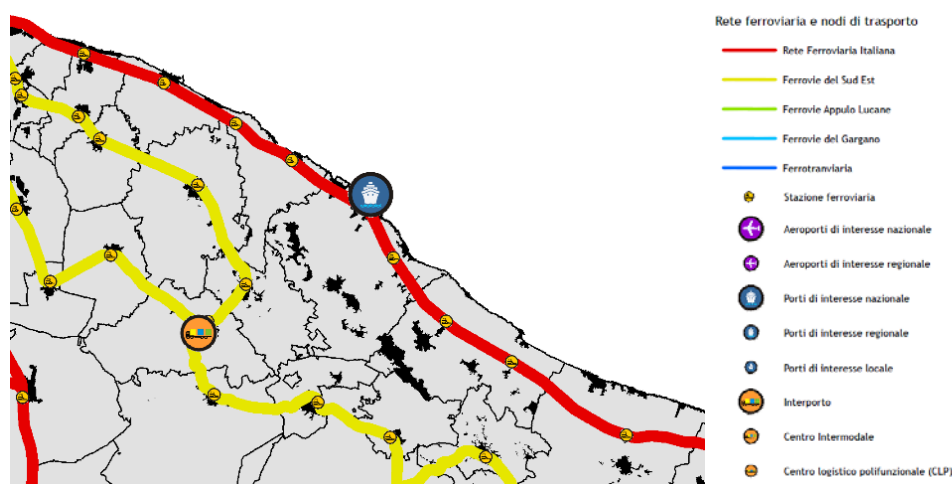 Rete ferroviaria e nodi di trasporto
Rete Ferroviaria Italiana
Ferrovie del Sud Est
Ferrovie Appulo Lucane
Ferrovie del Gargano
Ferrotranviaria
Stazione ferroviaria
Aeroporti di interesse nazionale
Aeroporti di interesse regionale
Porti di interesse nazionale
Porti di interesse regionale
Porti di interesse locale
Interporto
Centro Intermodale
Centro logistico polifunzionale (CLP)